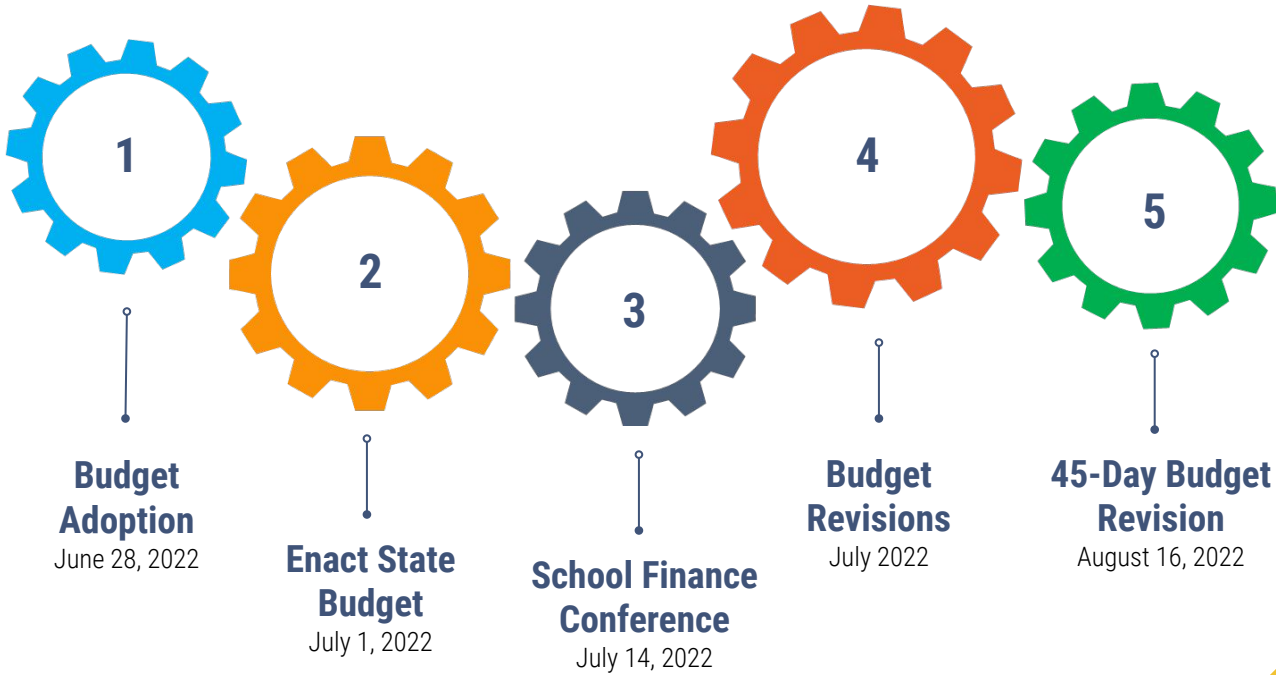 1
Budget
Adoption
June 28, 2022
2
Enact State
Budget
July 1, 2022
3
School Finance
Conference
July 14, 2022
4
Budget
Revisions
July 2022
5
45-Day Budget
Revision
August 16, 2022